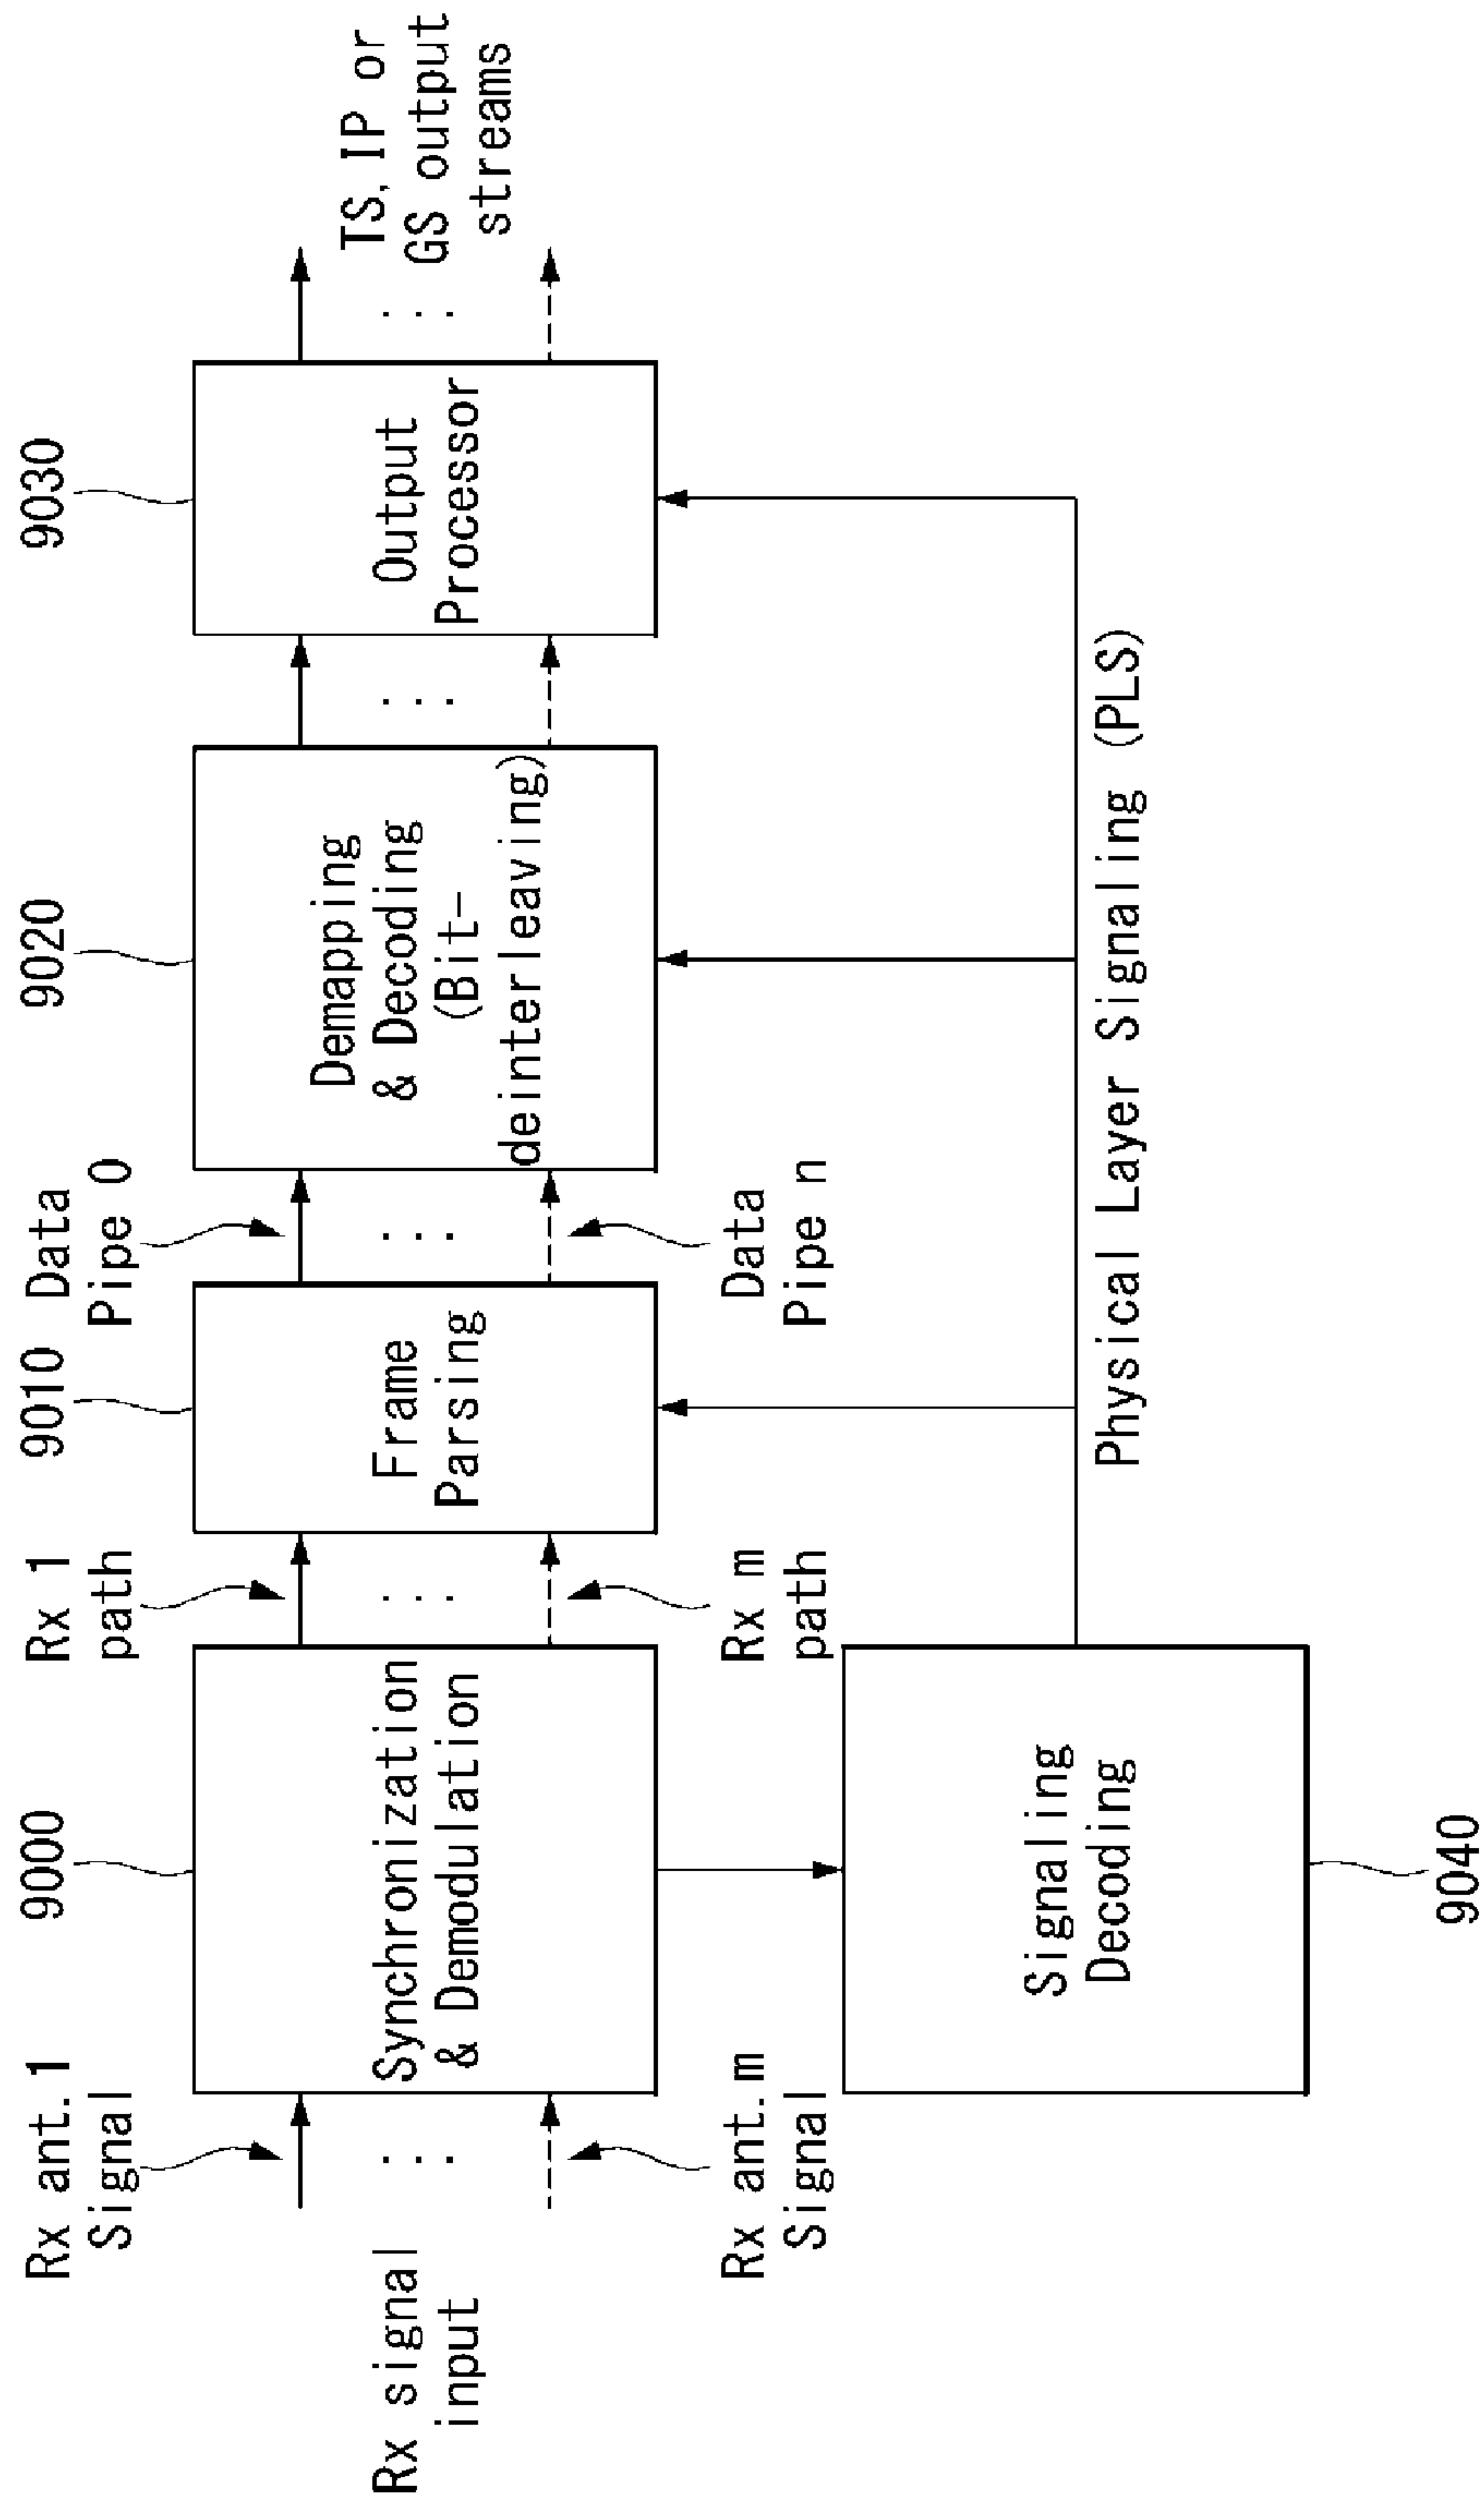 Rx signal
input
Rx ant.1
Signal
Rx ant.m
Signal
9000
Synchronization
& Demodulation
Rx 1
path
Rx m
path
9010
Frame
Parsing
Data
Pipe 0
Data
Pipe n
9020
Demapping
& Decoding
(Bit-
deinterleaving)
9030
Output
Processor
TS, IP or
GS output
streams
Signaling
Decoding
9040
Physical Layer Signaling (PLS)